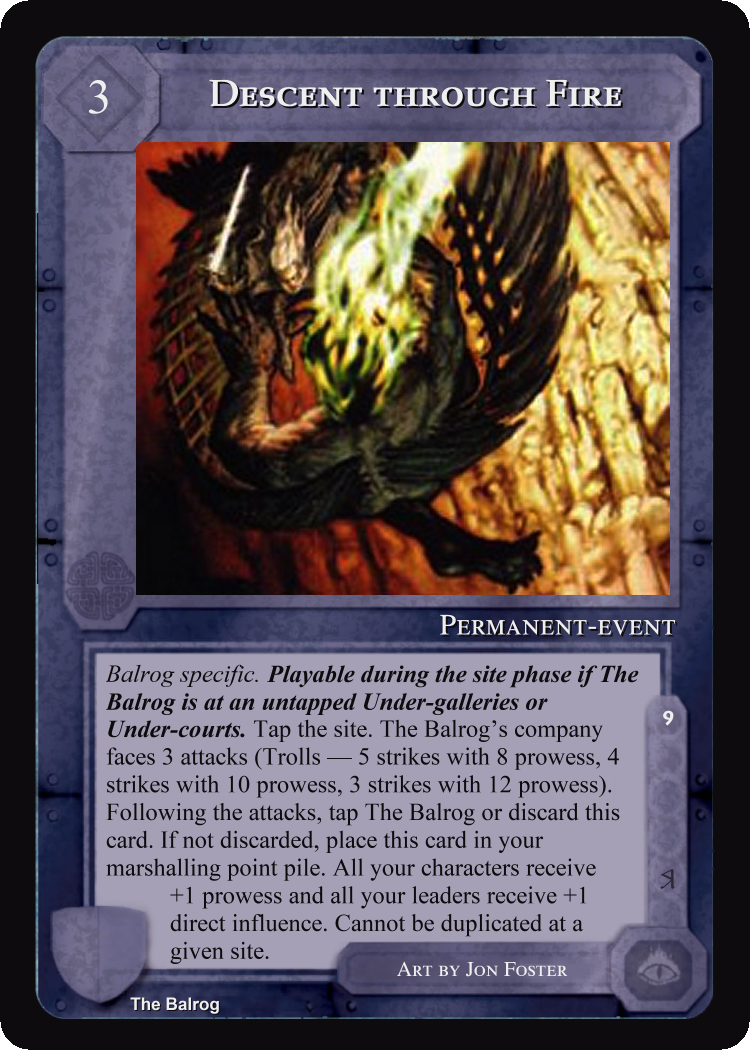 3
Descent through Fire
Permanent-event
Balrog specific. Playable during the site phase if The
Balrog is at an untapped Under-galleries or
Under-courts. Tap the site. The Balrog's company
faces 3 attacks (Trolls — 5 strikes with 8 prowess, 4
strikes with 10 prowess, 3 strikes with 12 prowess).
Following the attacks, tap The Balrog or discard this
card. If not discarded, place this card in your
marshalling point pile. All your characters receive
+1 prowess and all your leaders receive +1
direct influence. Cannot be duplicated at a
given site.
9
Art by Jon Foster
The Balrog